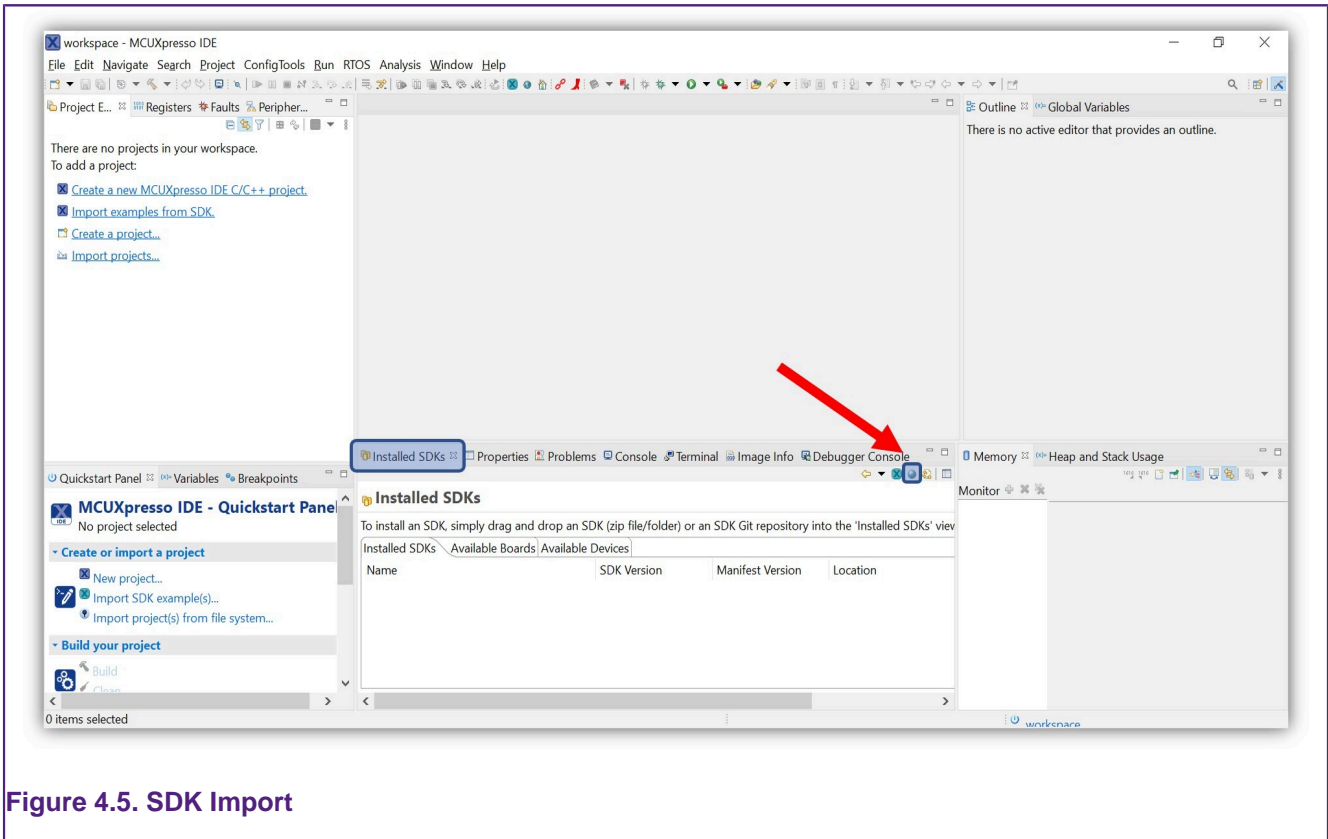 workspace - MCUXpresso IDE
File Edit Navigate Search Project ConfigTools Run RTOS Analysis Window Help
Project E... Registers Faults Peripher...
Outline Global Variables
There is no active editor that provides an outline.
There are no projects in your workspace.
To add a project:
Create a new MCUXpresso IDE C/C++ project.
Import examples from SDK.
Create a project...
Import projects...
Installed SDKs Properties Problems Console Terminal Image Info Debugger Console
Memory Heap and Stack Usage
Monitor
Quickstart Panel Variables Breakpoints
MCUXpresso IDE - Quickstart Panel
IDE
No project selected
Create or import a project
New project...
Import SDK example(s)...
Import project(s) from file system...
Build your project
Build
Clean
Installed SDKs
To install an SDK, simply drag and drop an SDK (zip file/folder) or an SDK Git repository into the 'Installed SDKs' view
Installed SDKs Available Boards Available Devices
Name SDK Version Manifest Version Location
0 items selected
workspace
Figure 4.5. SDK Import